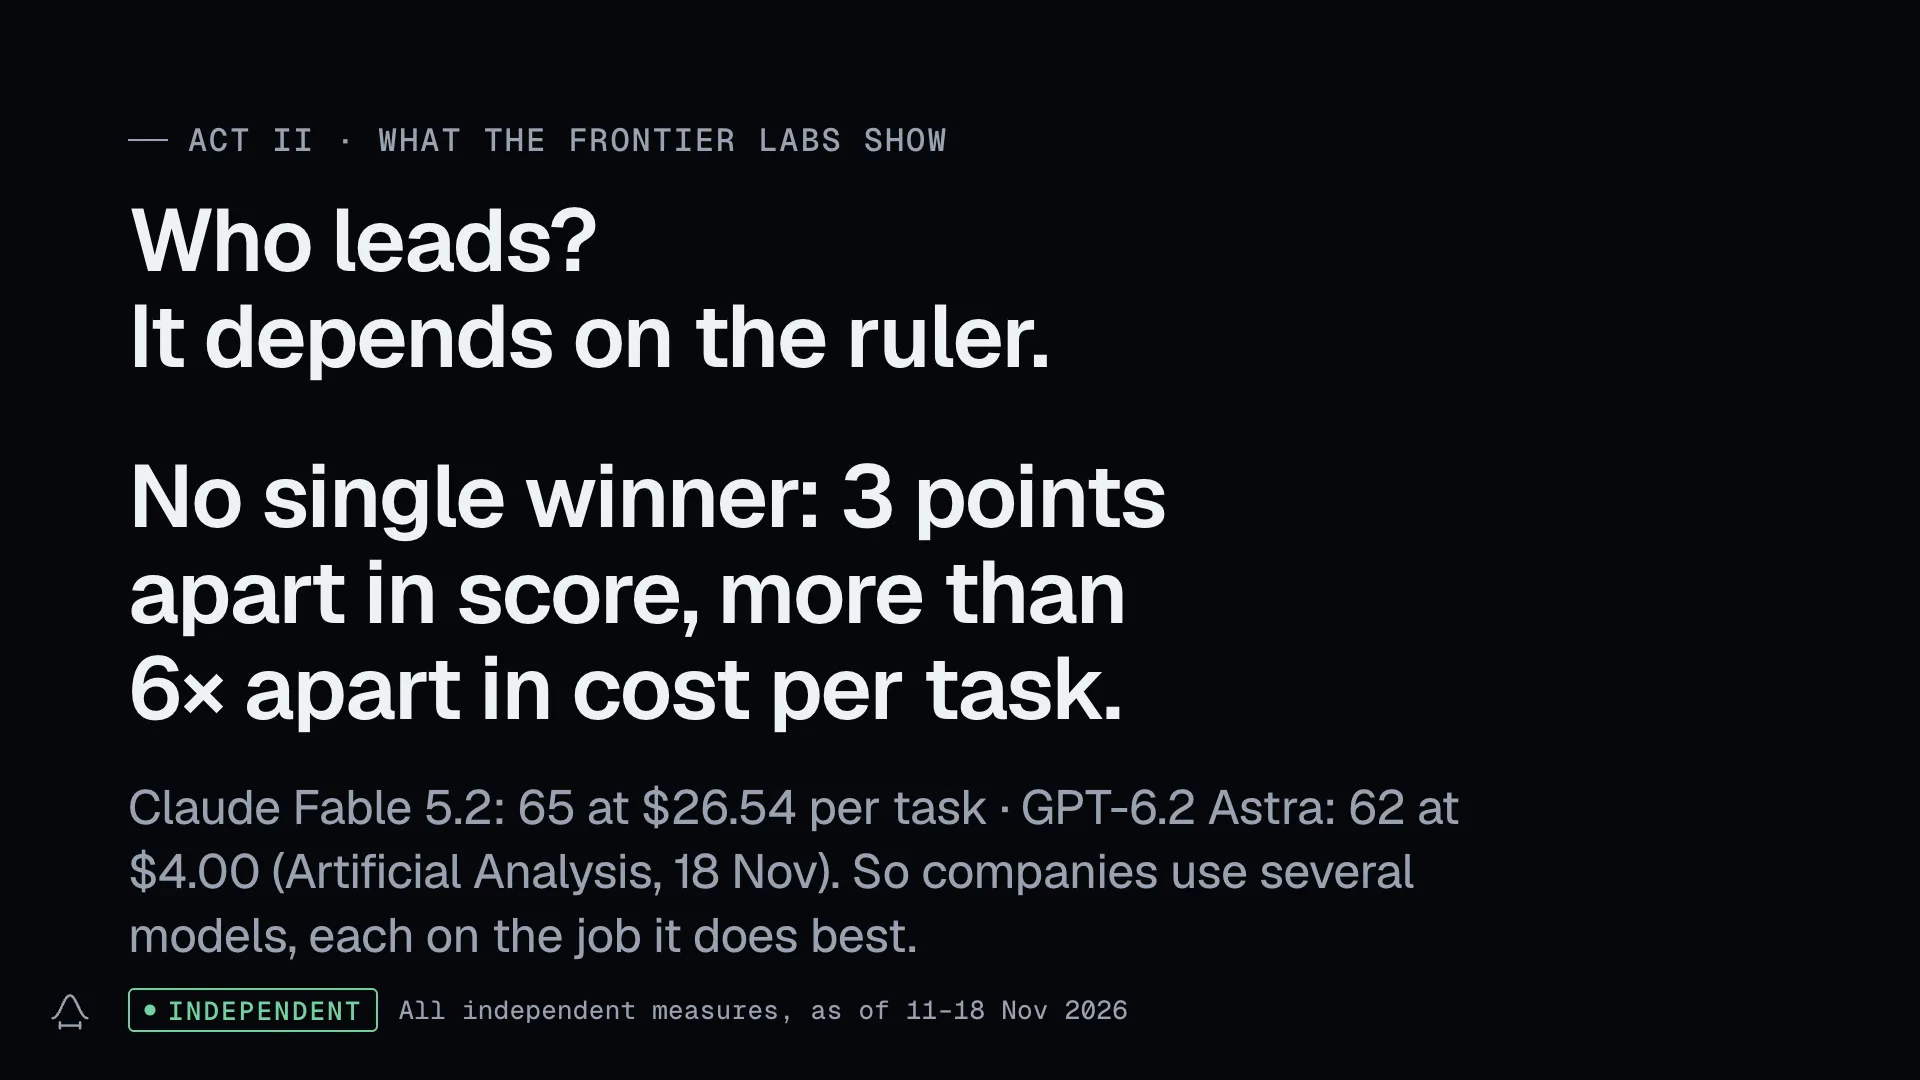 ACT II · WHAT THE FRONTIER LABS SHOW
Who leads?
It depends on the ruler.
No single winner: 3 points
apart in score, more than
6× apart in cost per task.
Claude Fable 5.2: 65 at $26.54 per task · GPT-6.2 Astra: 62 at
$4.00 (Artificial Analysis, 18 Nov). So companies use several
models, each on the job it does best.
INDEPENDENT
All independent measures, as of 11-18 Nov 2026